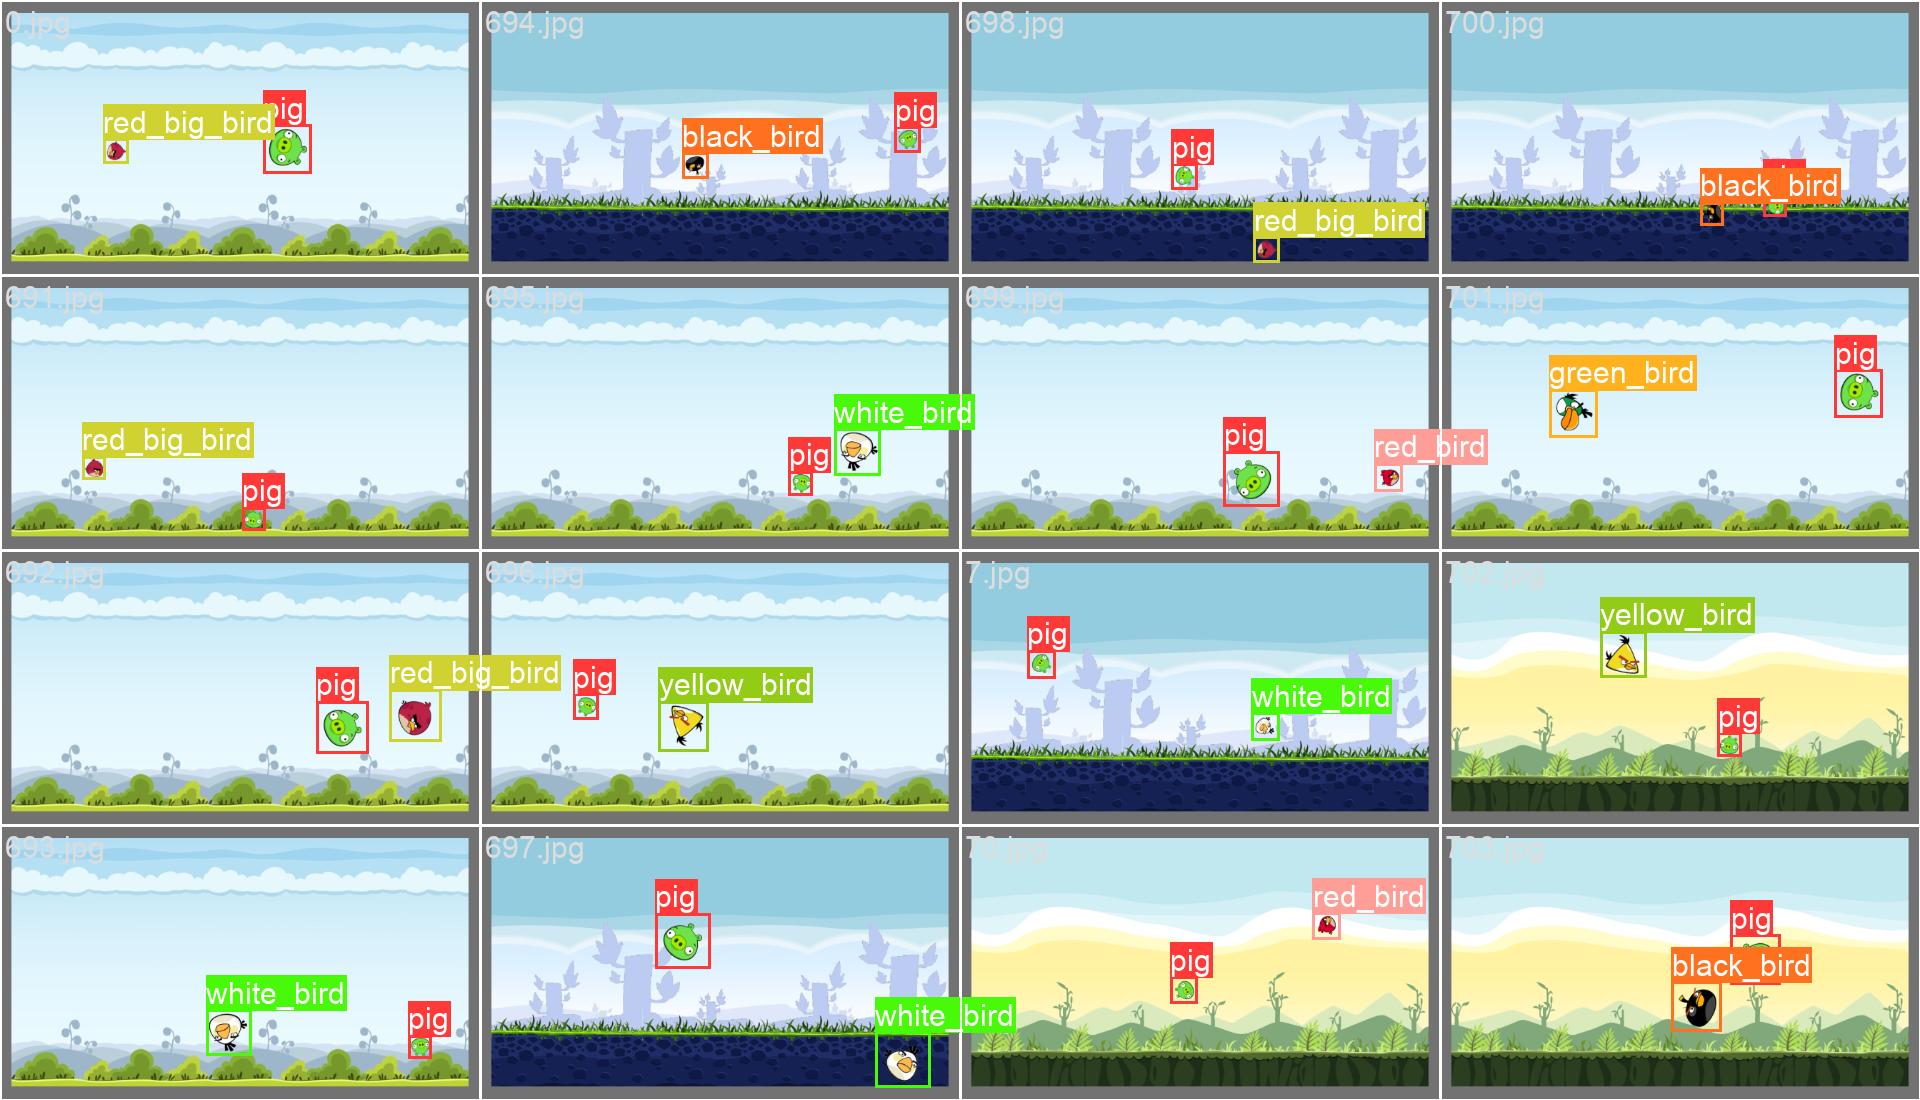 0.jpg
red_big_bird
pig
694.jpg
black_bird
pig
698.jpg
pig
red_big_bird
700.jpg
black_bird
691.jpg
red_big_bird
pig
695.jpg
white_bird
pig
699.jpg
pig
red_bird
701.jpg
green_bird
pig
692.jpg
pig
red_big_bird
696.jpg
pig
yellow_bird
7.jpg
pig
white_bird
702.jpg
yellow_bird
pig
693.jpg
white_bird
pig
697.jpg
pig
white_bird
70.jpg
pig
red_bird
703.jpg
pig
black_bird